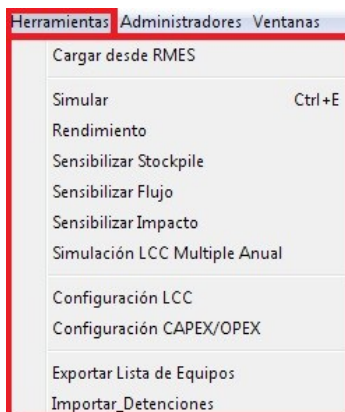 Herramientas Administradores Ventanas
Cargar desde RMES
Simular Ctrl+E
Rendimiento
Sensibilizar Stockpile
Sensibilizar Flujo
Sensibilizar Impacto
Simulación LCC Multiple Anual
Configuración LCC
Configuración CAPEX/OPEX
Exportar Lista de Equipos
Importar_Detenciones